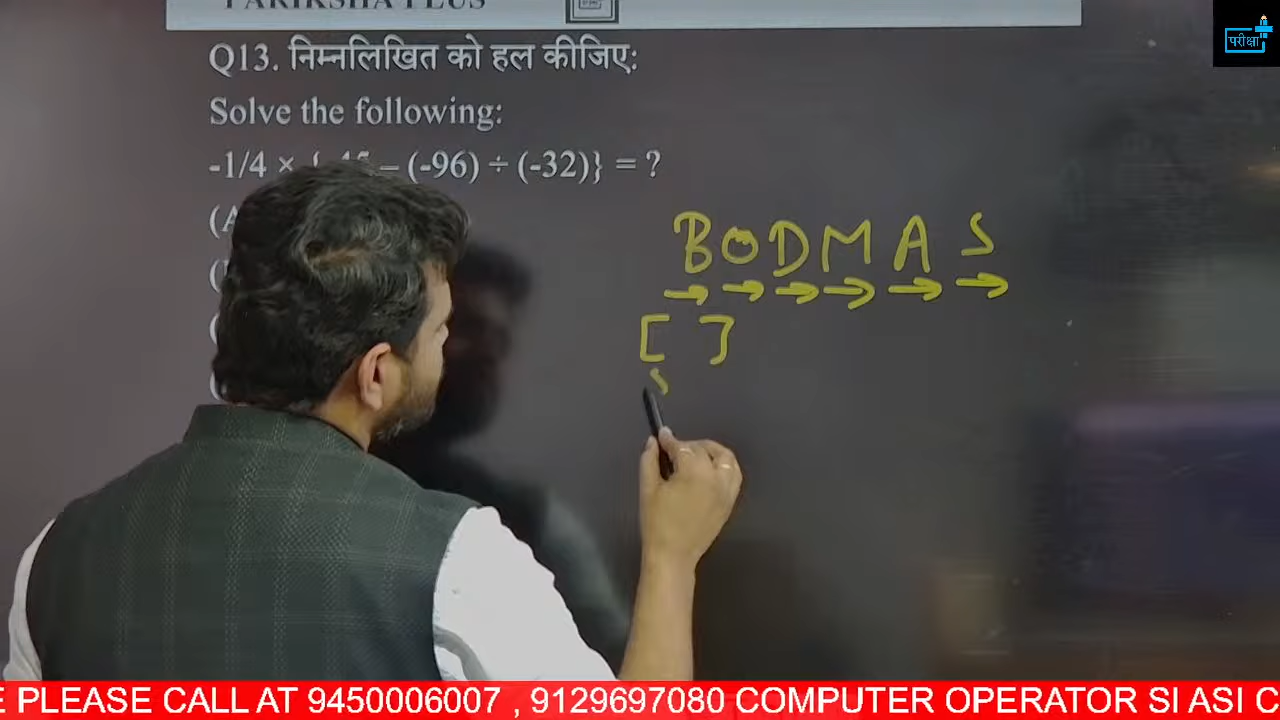 PARIKSHA PLUS
परीक्षा
Q13. निम्नलिखित को हल कीजिए:
Solve the following:
-1/4 × {-45 – (-96) ÷ (-32)} = ?
(A
BODMAS
[ ]
E PLEASE CALL AT 9450006007 , 9129697080 COMPUTER OPERATOR SI ASI C